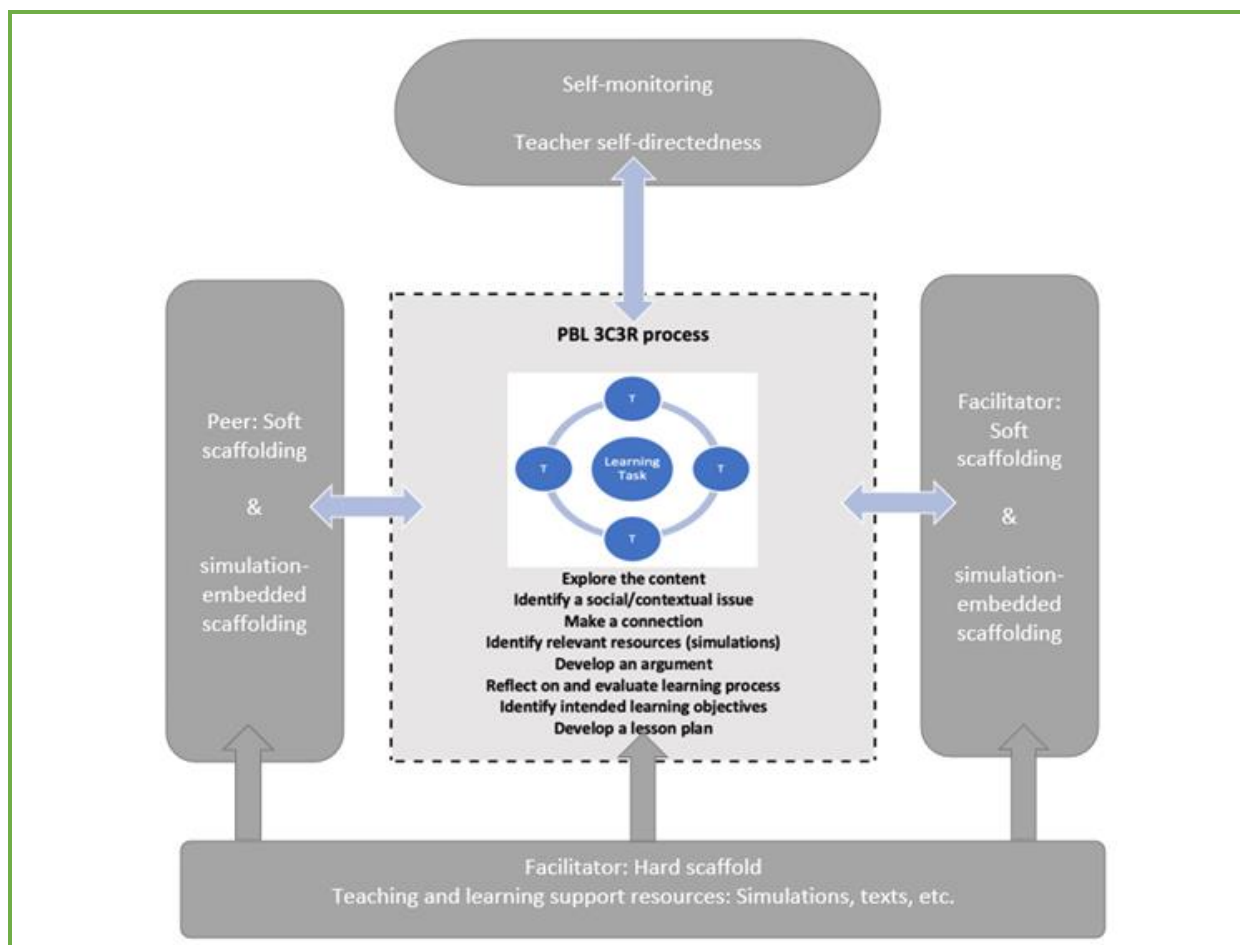 Self-monitoring
Teacher self-directedness
Peer: Soft
scaffolding
&
simulation-
embedded
scaffolding
PBL 3C3R process
T
T
Learning
Task
T
T
Explore the content
Identify a social/contextual issue
Make a connection
Identify relevant resources (simulations)
Develop an argument
Reflect on and evaluate learning process
Identify intended learning objectives
Develop a lesson plan
Facilitator:
Soft
scaffolding
&
simulation-
embedded
scaffolding
Facilitator: Hard scaffold
Teaching and learning support resources: Simulations, texts, etc.